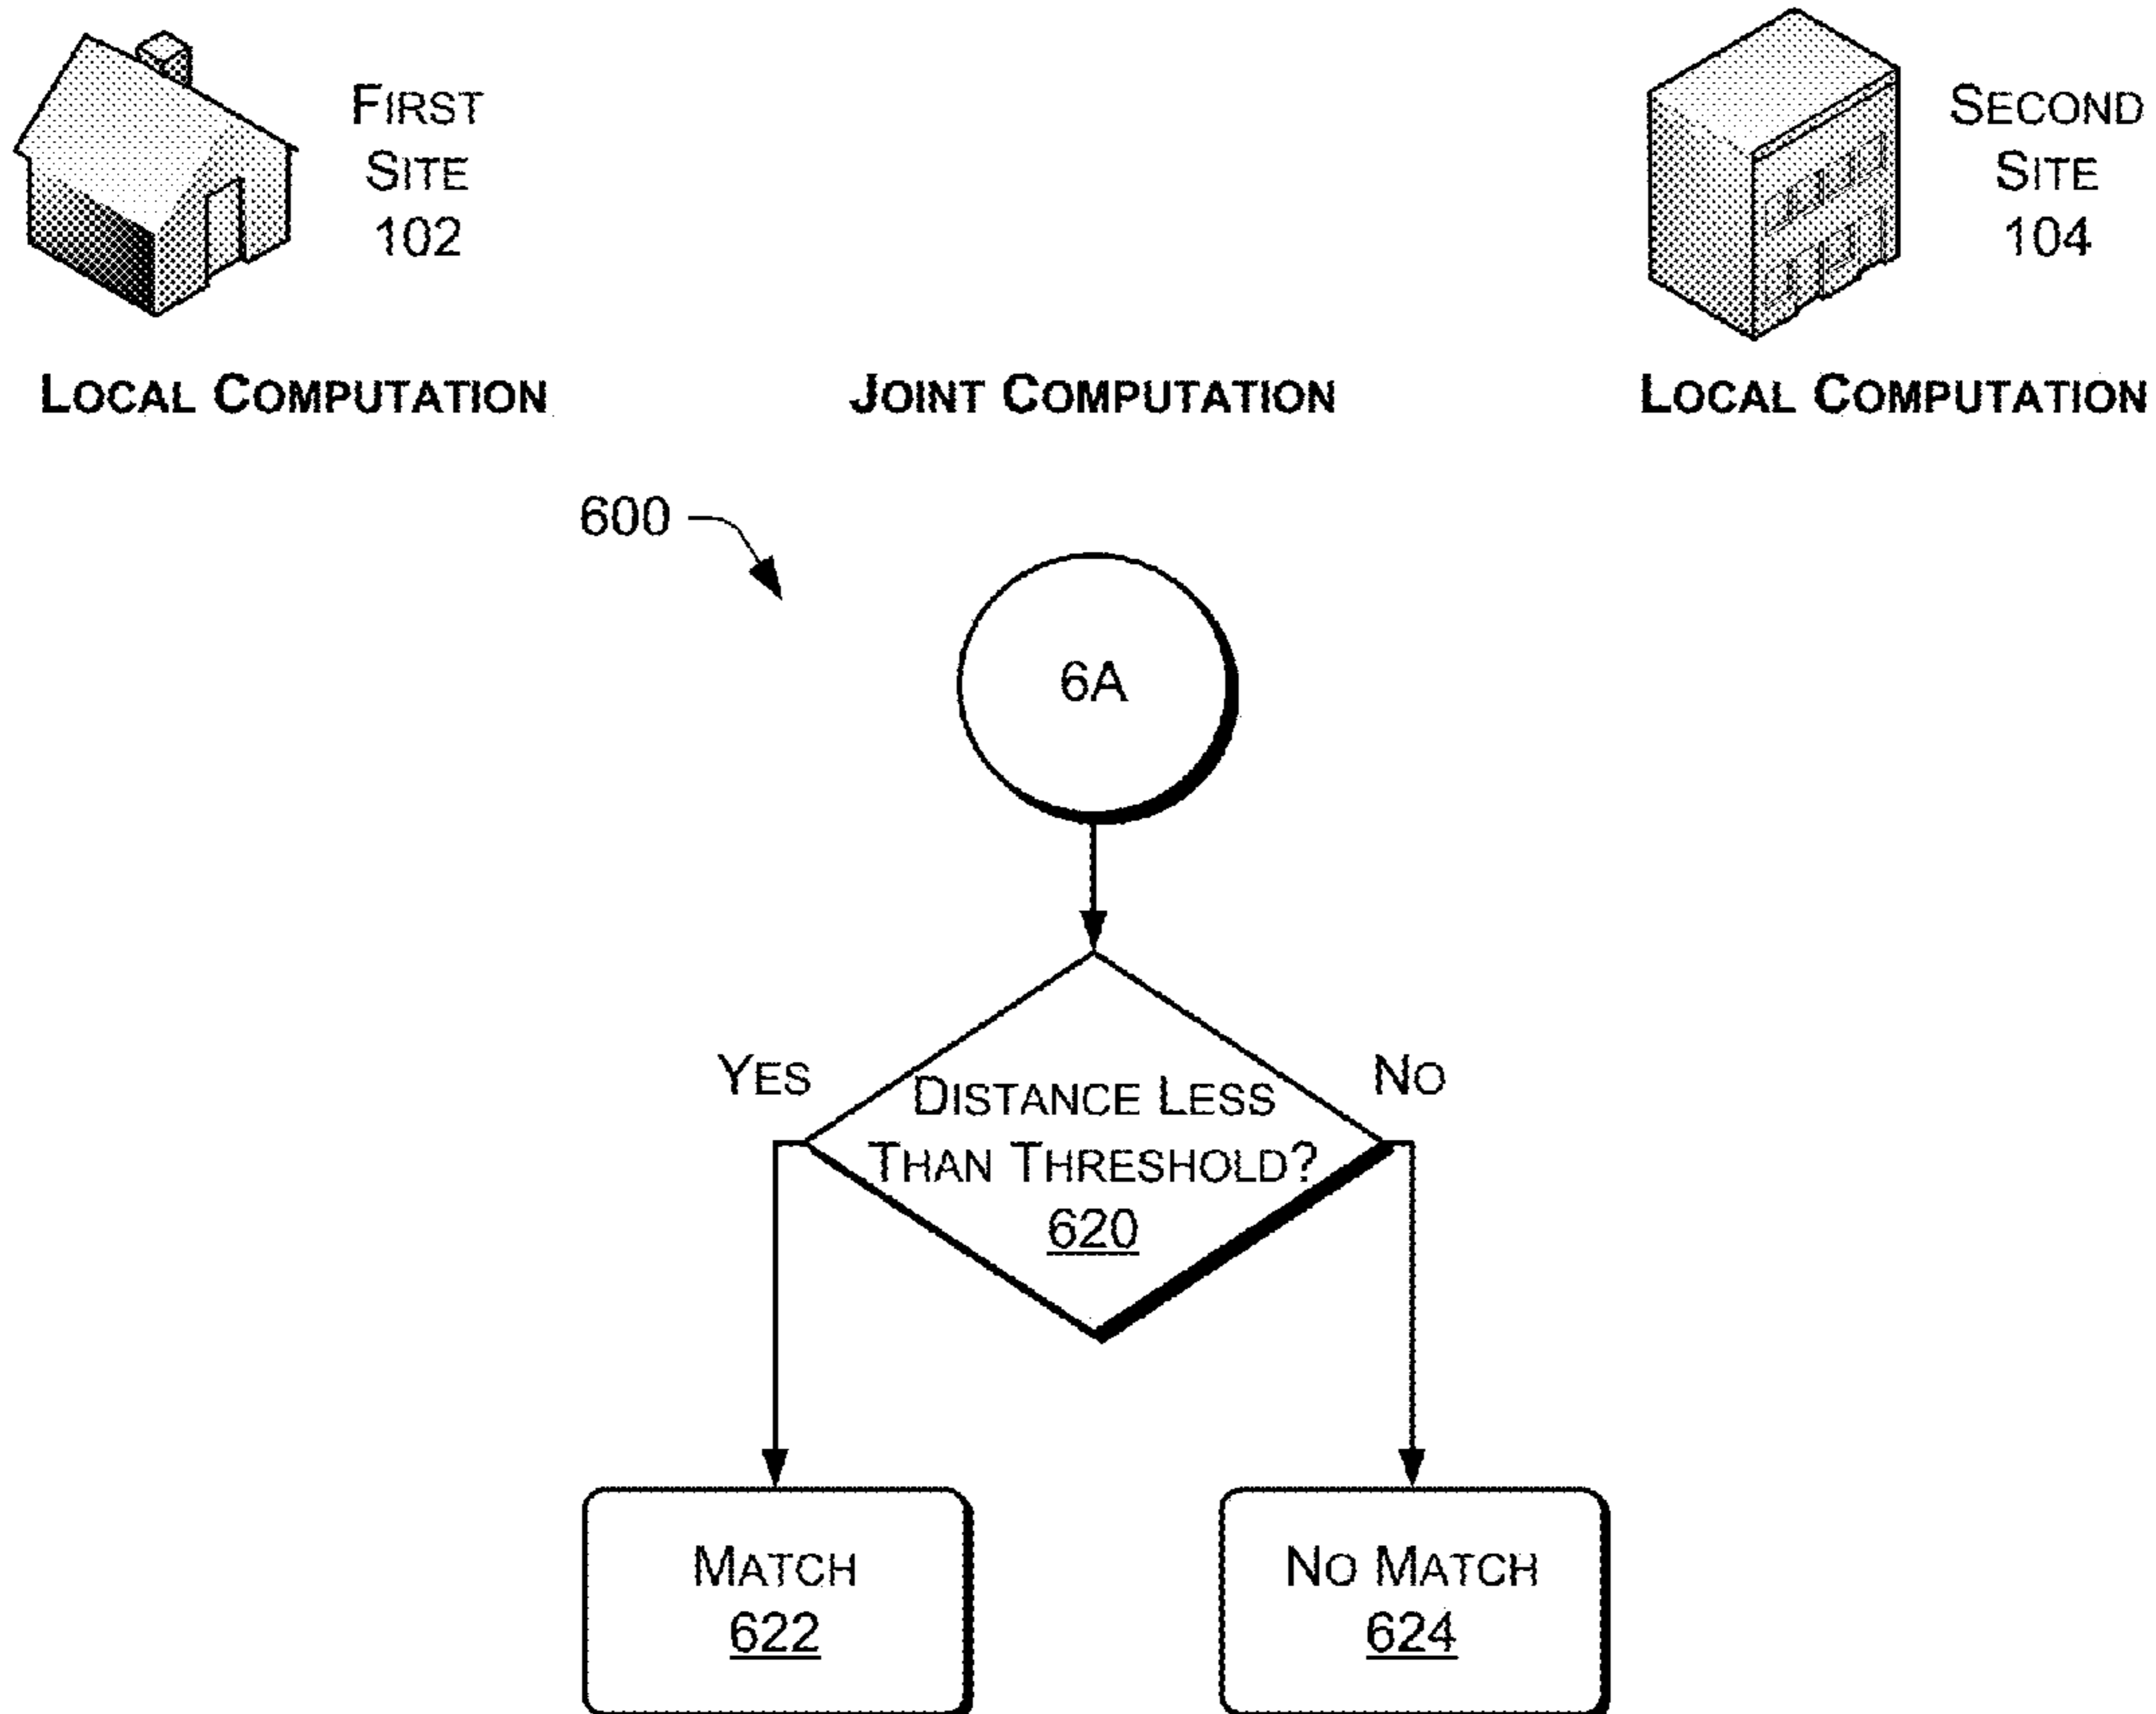 FIRST
SITE
102
SECOND
SITE
104
LOCAL COMPUTATION
JOINT COMPUTATION
LOCAL COMPUTATION
600
6A
YES
NO
DISTANCE LESS
THAN THRESHOLD?
620
MATCH
622
NO MATCH
624